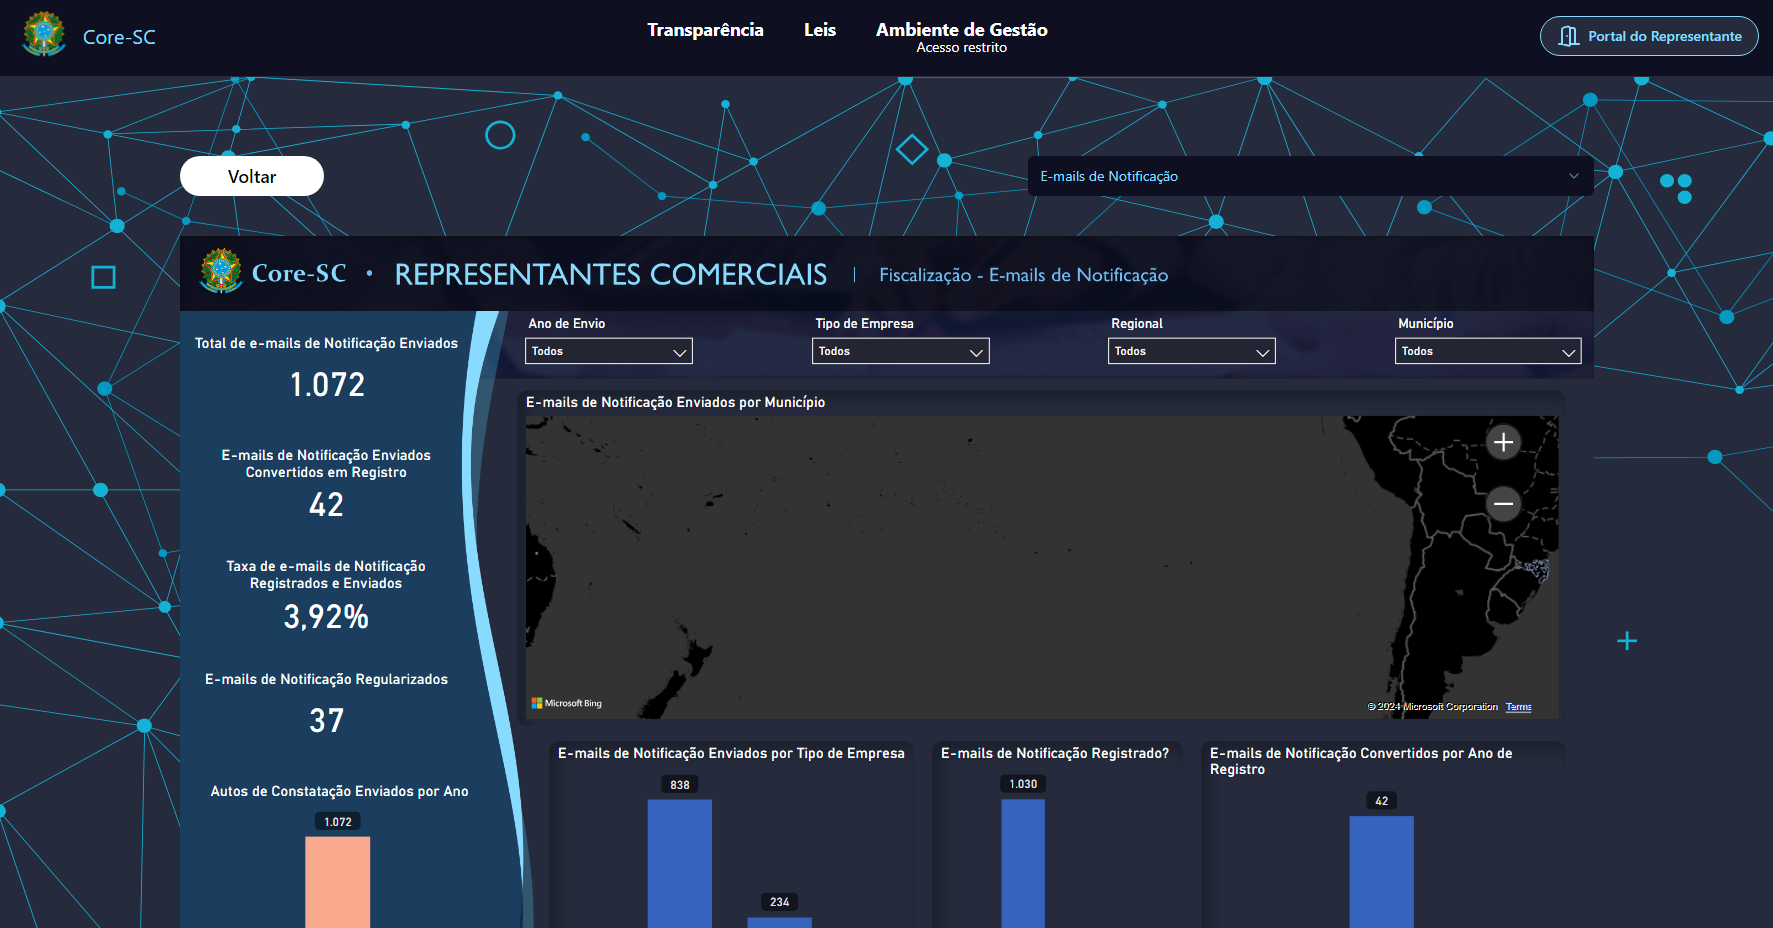 Core-SC
Transparência
Leis
Ambiente de Gestão
Acesso restrito
Portal do Representante
Voltar
E-mails de Notificação
Core-SC • REPRESENTANTES COMERCIAIS | Fiscalização - E-mails de Notificação
Total de e-mails de Notificação Enviados
1.072
E-mails de Notificação Enviados
Convertidos em Registro
42
Taxa de e-mails de Notificação
Registrados e Enviados
3,92%
E-mails de Notificação Regularizados
37
Autos de Constatação Enviados por Ano
1.072
Ano de Envio
Todos
Tipo de Empresa
Todos
Regional
Todos
Município
Todos
E-mails de Notificação Enviados por Município
Microsoft Bing
© 2024 Microsoft Corporation Terms
E-mails de Notificação Enviados por Tipo de Empresa
838
234
E-mails de Notificação Registrado?
1.030
E-mails de Notificação Convertidos por Ano de
Registro
42